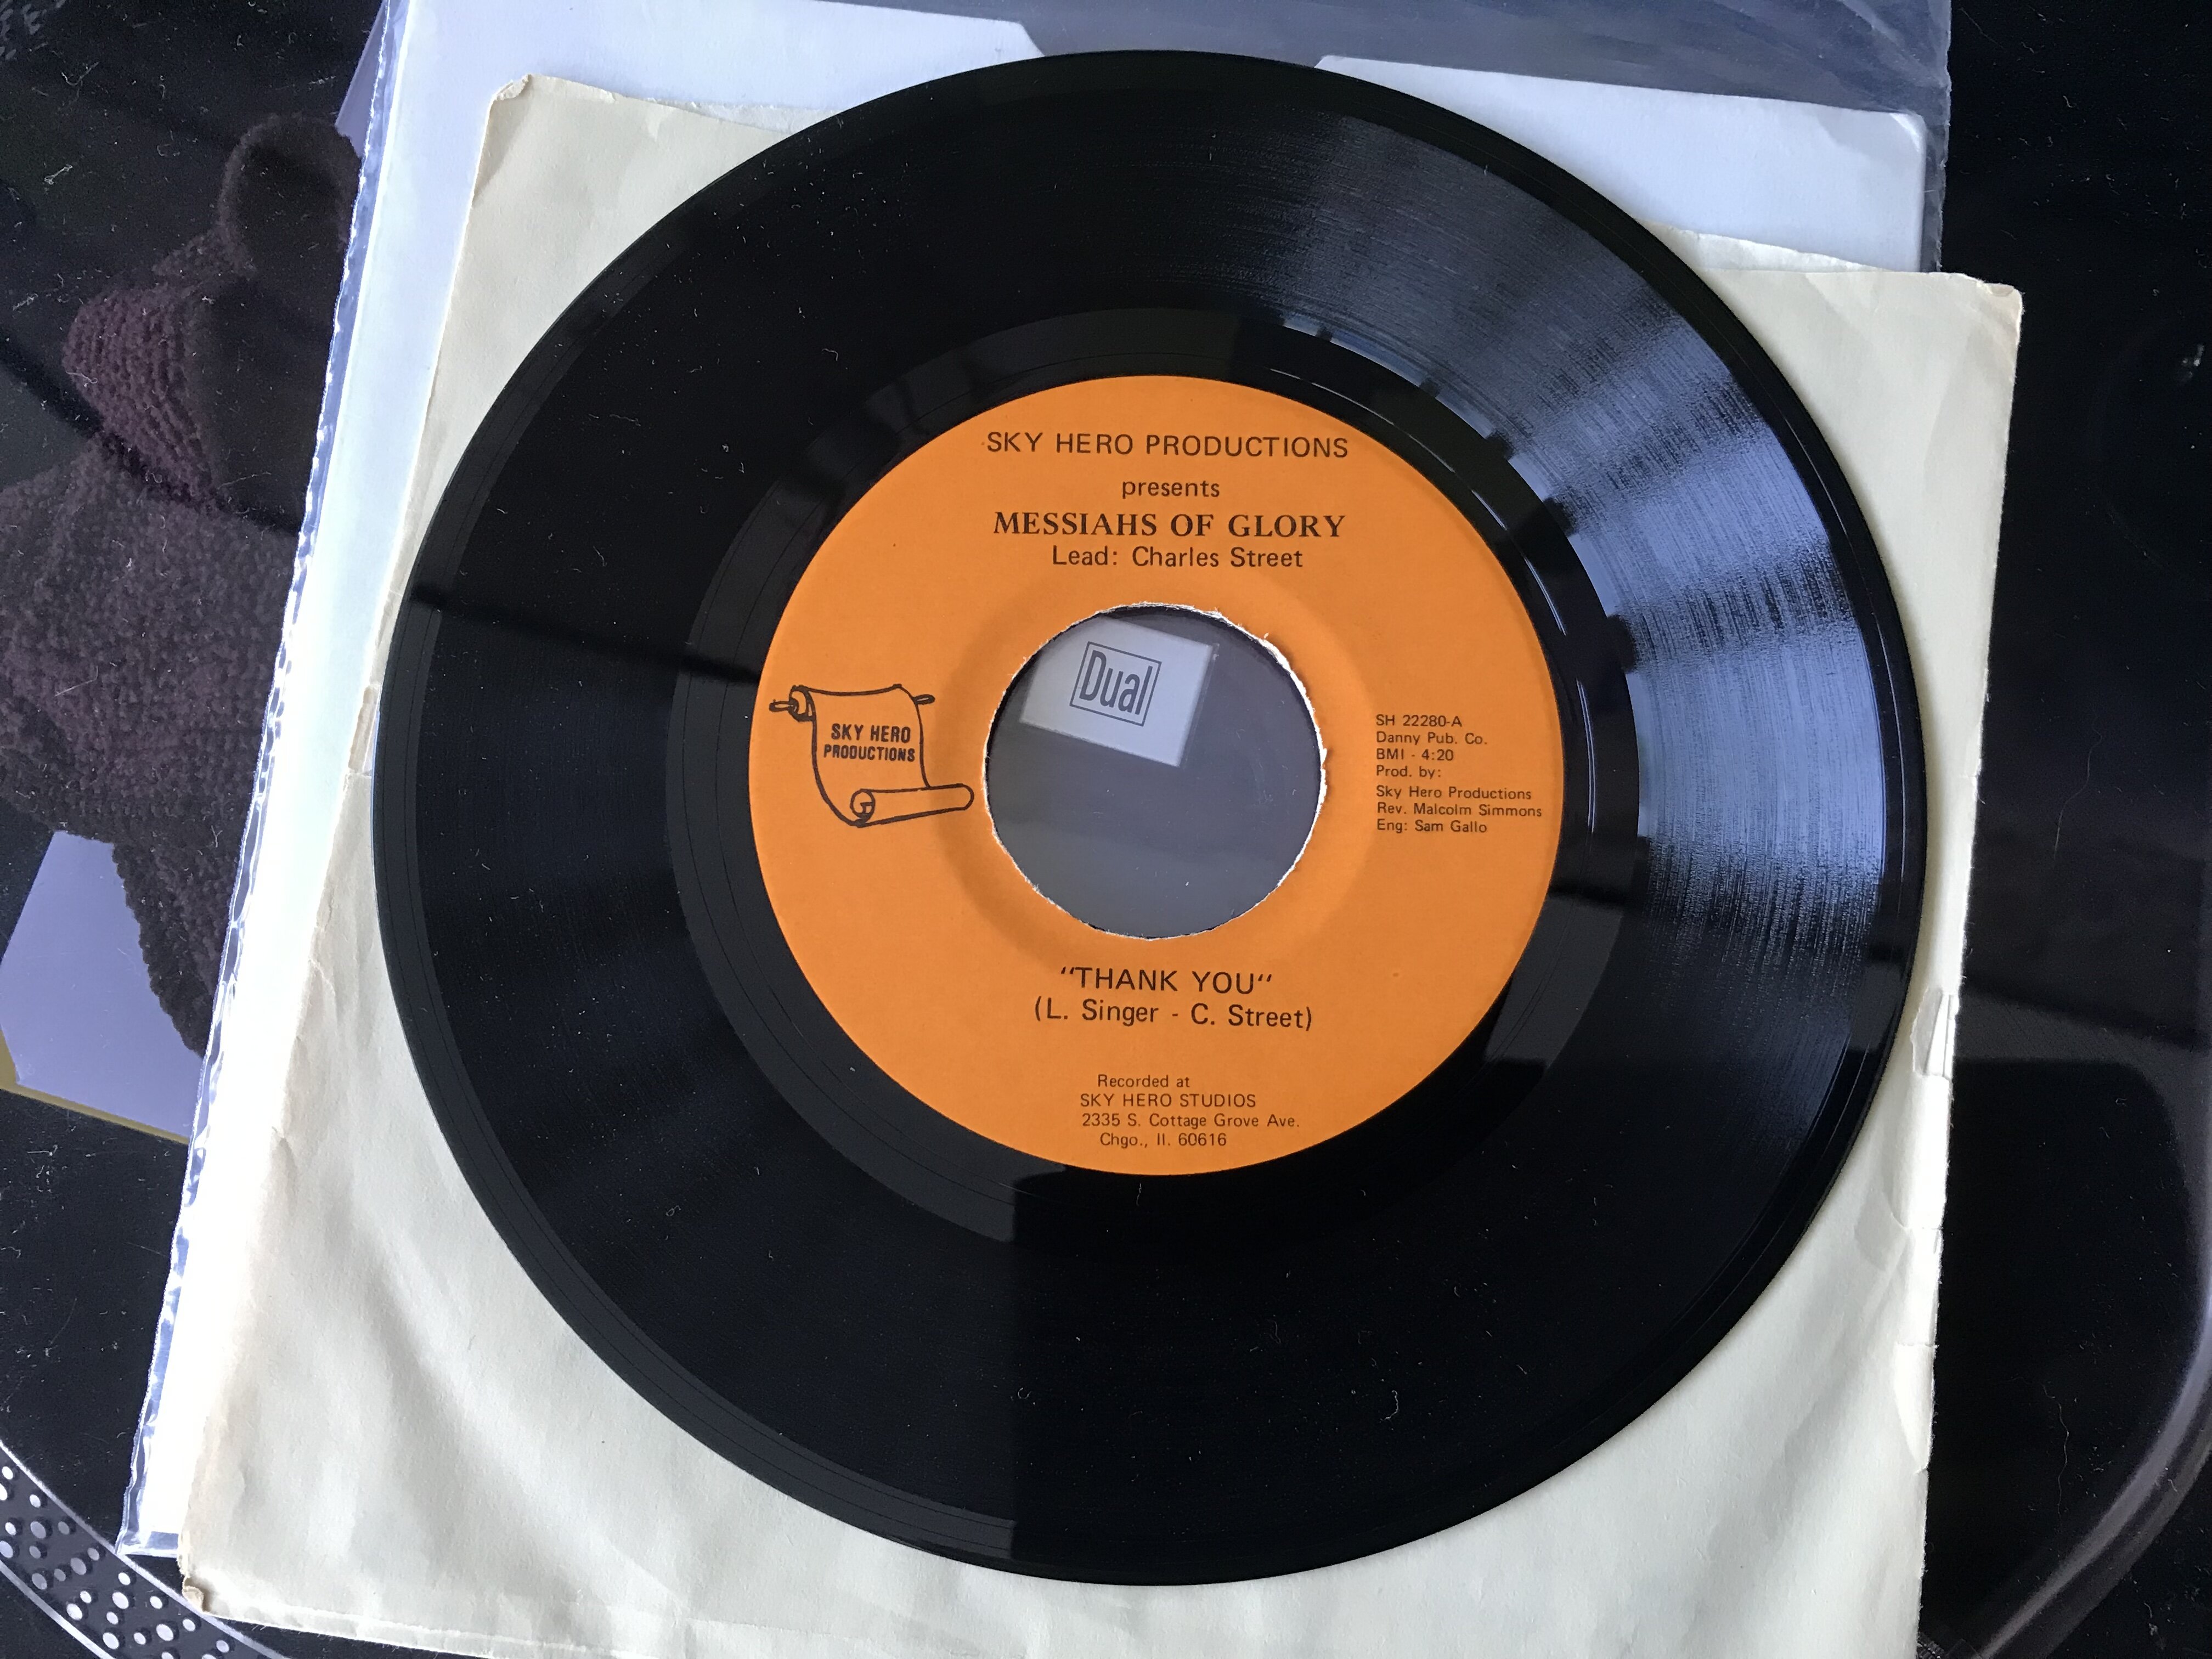 SKY HERO PRODUCTIONS
presents
MESSIAHS OF GLORY
Lead: Charles Street
Dual
SKY HERO
PRODUCTIONS
SH 22280-A
Danny Pub. Co.
BMI - 4:20
Prod. by:
Sky Hero Productions
Rev. Malcolm Simmons
Eng: Sam Gallo
"THANK YOU"
(L. Singer - C. Street)
Recorded at
SKY HERO STUDIOS
2335 S. Cottage Grove Ave.
Chgo., Il. 60616